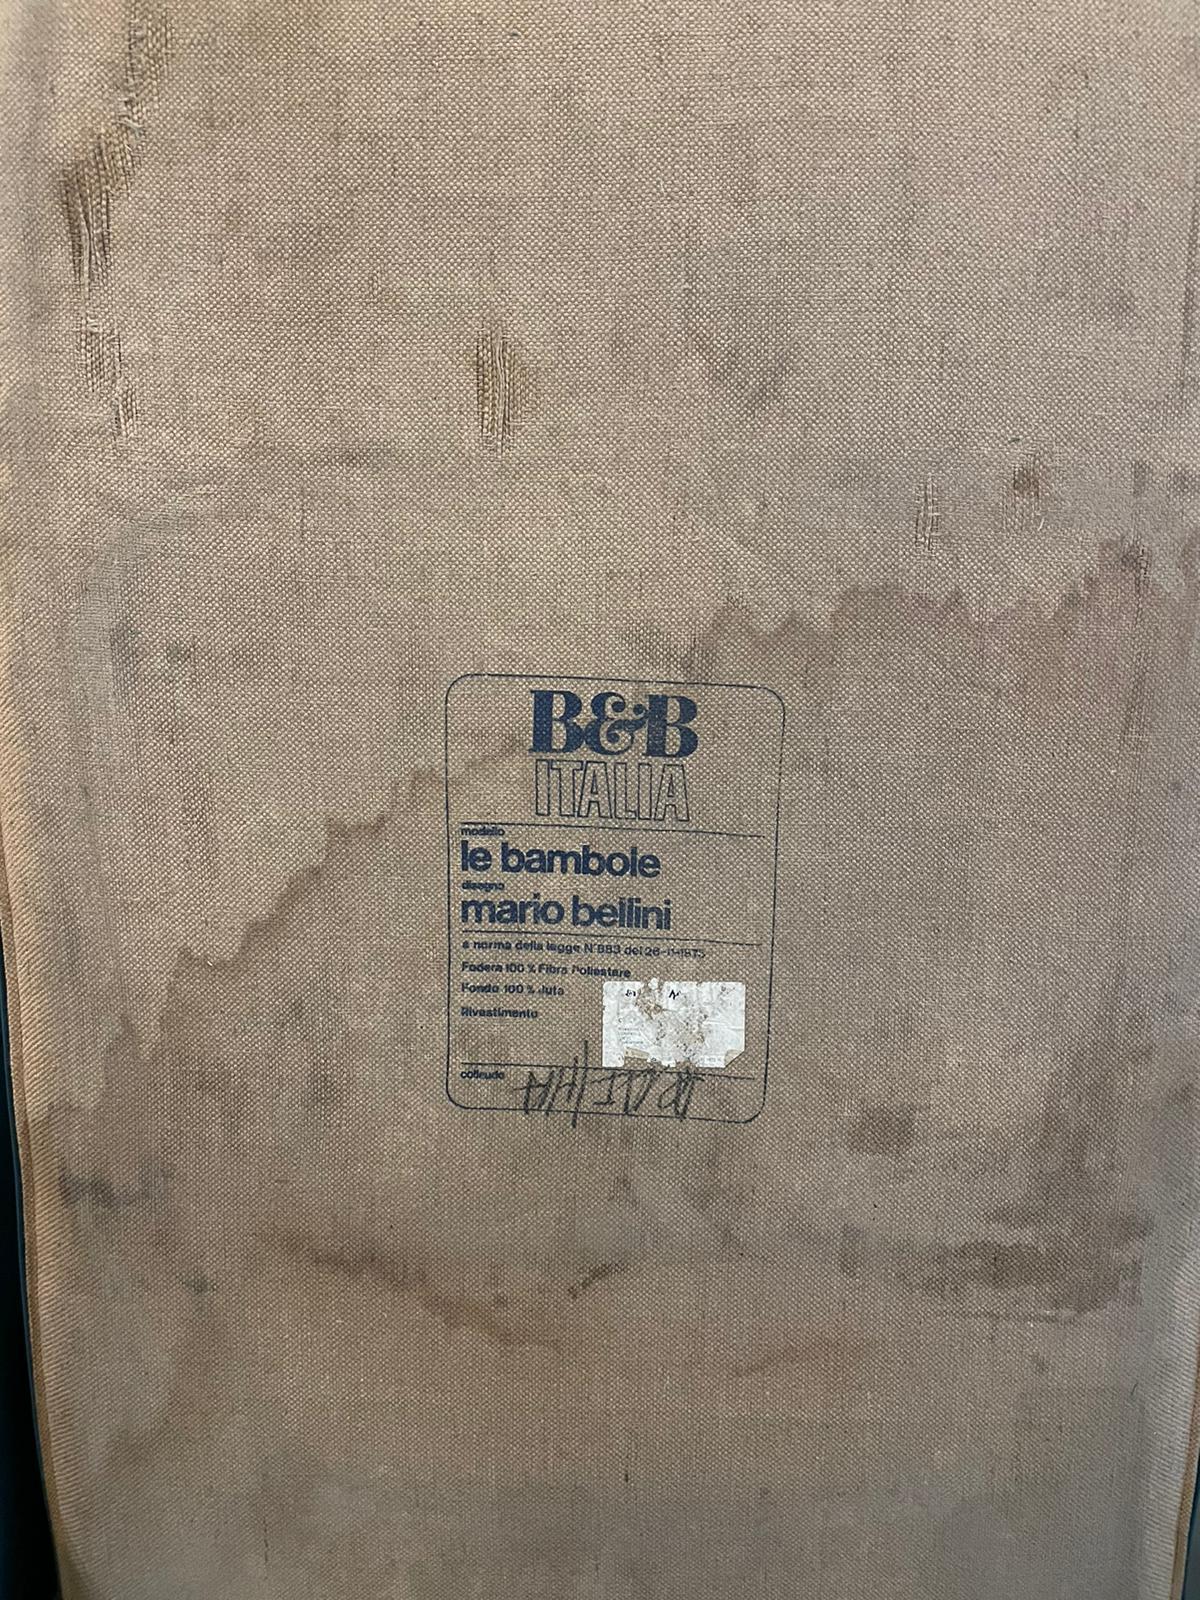 B&B
ITALIA
modello
le bambole
disegno
mario bellini
a norma della legge N°883 del 26-11-1973
Fodera 100 % Fibra Poliestere
Fondo 100 % Juta
Rivestimento
collaudo